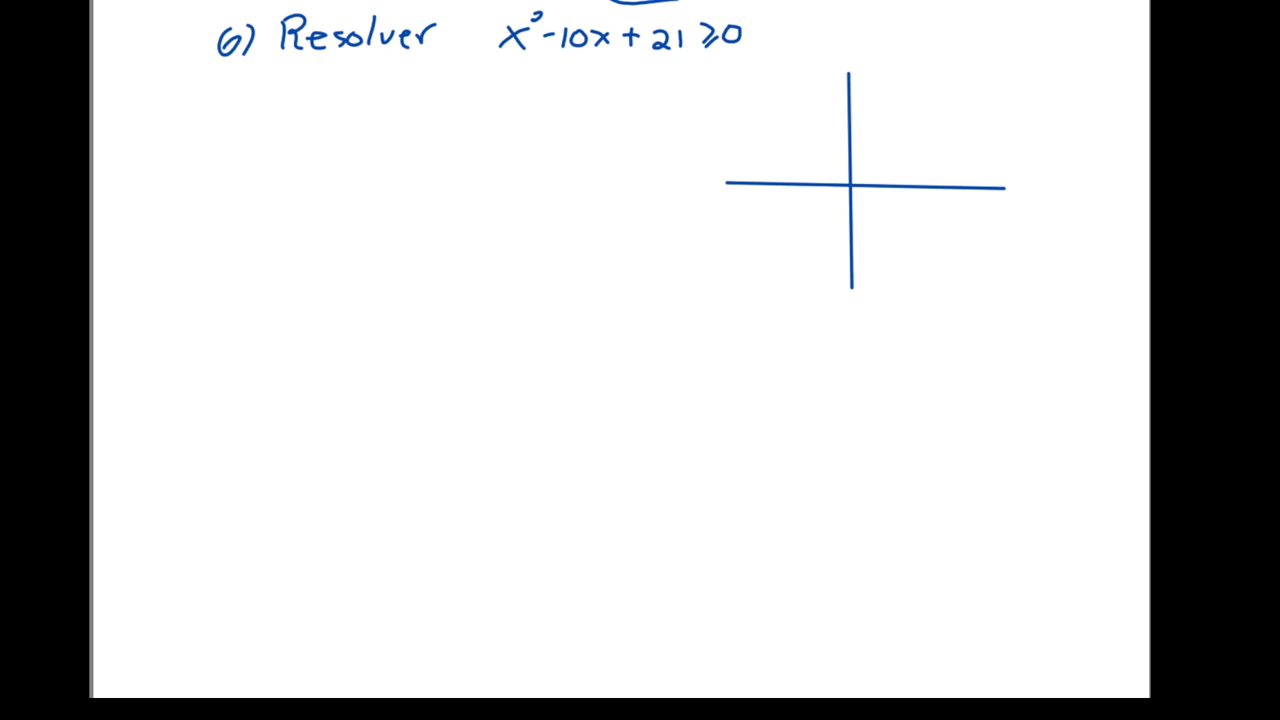 6) Resolver x² - 10x + 21 ≥ 0